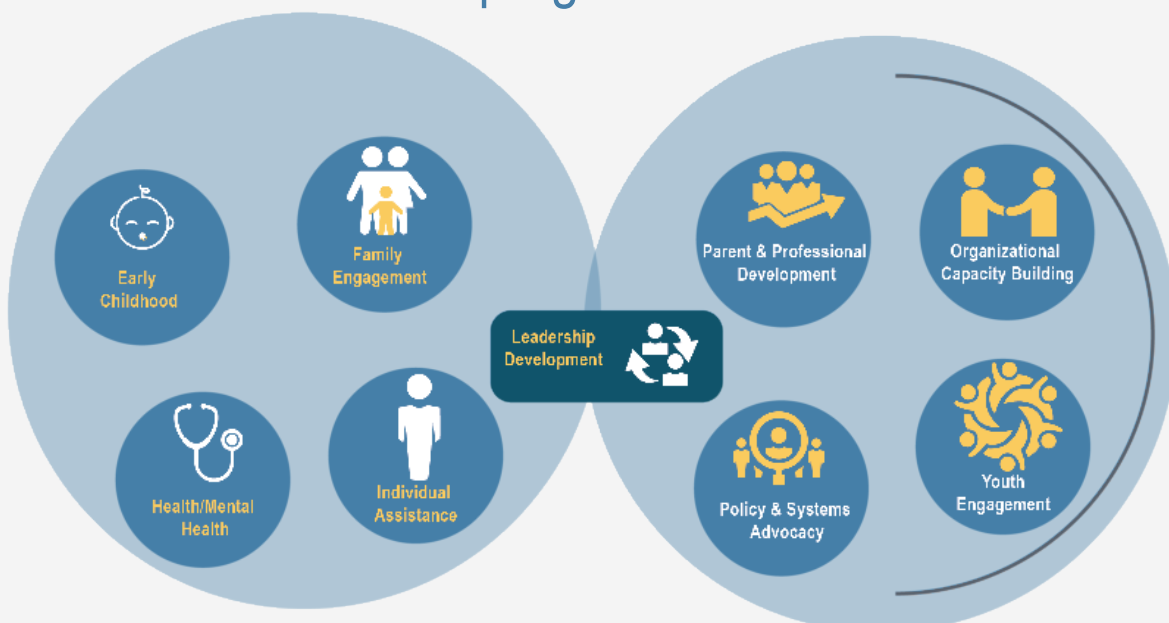 Early
Childhood
Family
Engagement
Health/Mental
Health
Individual
Assistance
Leadership
Development
Parent & Professional
Development
Organizational
Capacity Building
Policy & Systems
Advocacy
Youth
Engagement